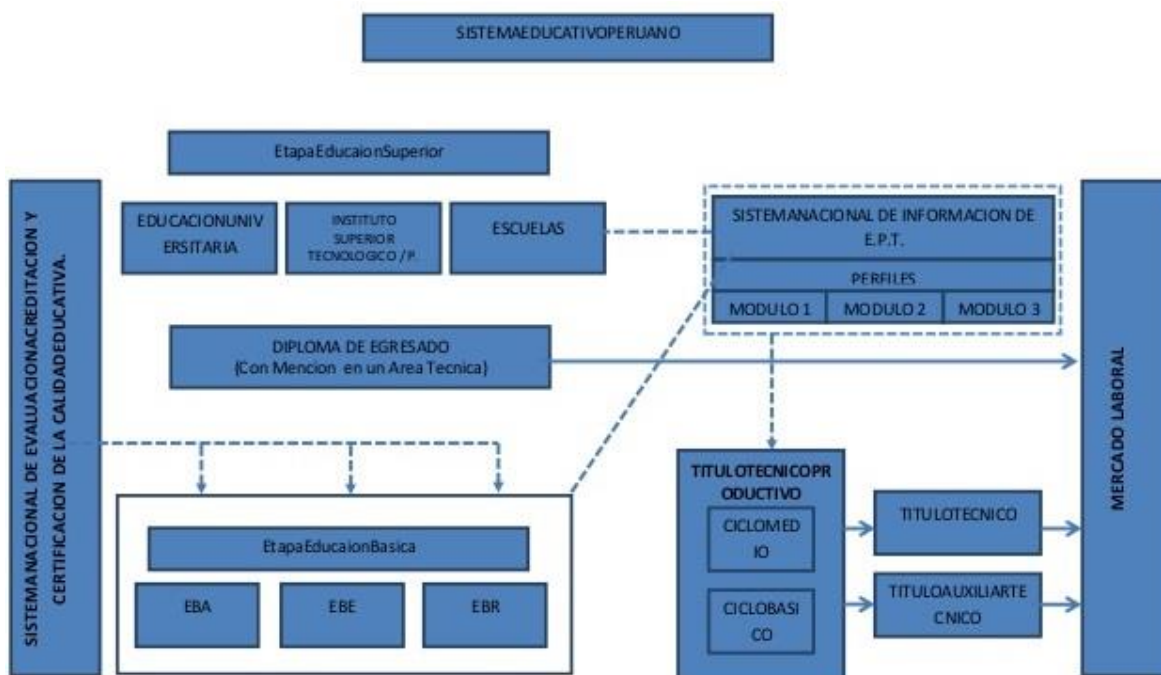 SISTEMAEDUCATIVOPERUANO
EtapaEducaionSuperior
SISTEMANACIONAL DE EVALUACIONACREDITACION Y
CERTIFICACION DE LA CALIDADEDUCATIVA.
EDUCACIONUNIV
ERSITARIA
INSTITUTO
SUPERIOR
TECNOLOGICO / P.
ESCUELAS
SISTEMANACIONAL DE INFORMACION DE
E.P.T.
PERFILES
MODULO 1
MODULO 2
MODULO 3
DIPLOMA DE EGRESADO
(Con Mencion en un Area Tecnica)
MERCADO LABORAL
TITULOTECNICOPR
ODUCTIVO
CICLOMED
IO
CICLOBASI
CO
TITULOTECNICO
TITULOAUXILIARTE
CNICO
EtapaEducaionBasica
EBA
EBE
EBR